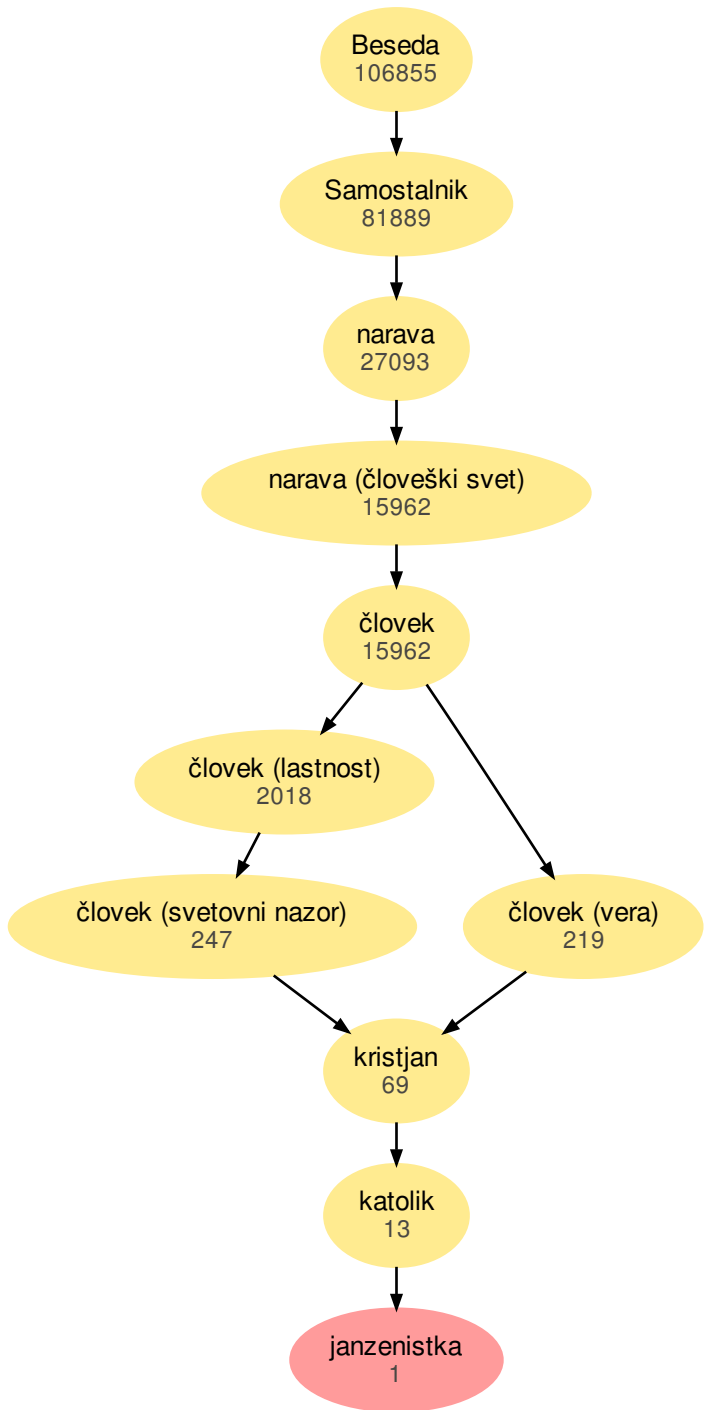 Beseda
106855
Samostalnik
81889
narava
27093
narava (človeški svet)
15962
človek
15962
človek (lastnost)
2018
človek (svetovni nazor)
247
človek (vera)
219
kristjan
69
katolik
13
janzenistka
1